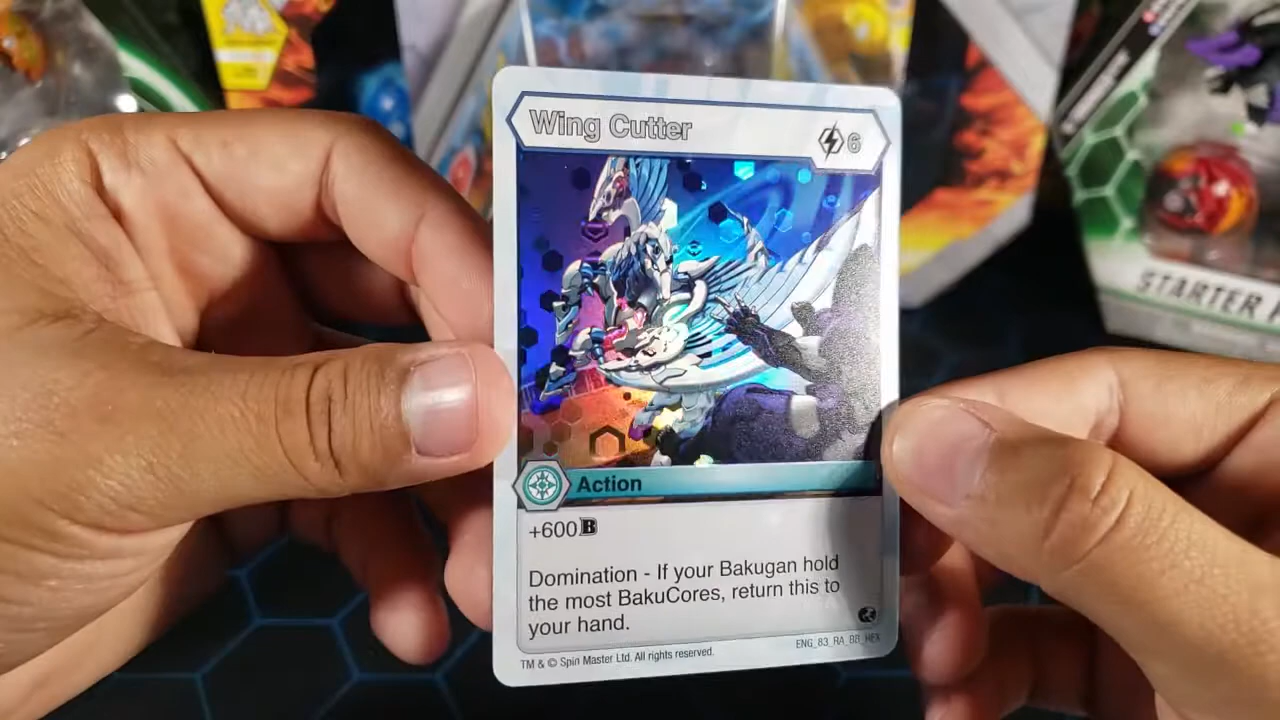 Wing Cutter
6
Action
+600B
Domination - If your Bakugan hold
the most BakuCores, return this to
your hand.
ENG_83_RA_BB_HEX
TM & © Spin Master Ltd. All rights reserved.
STARTER